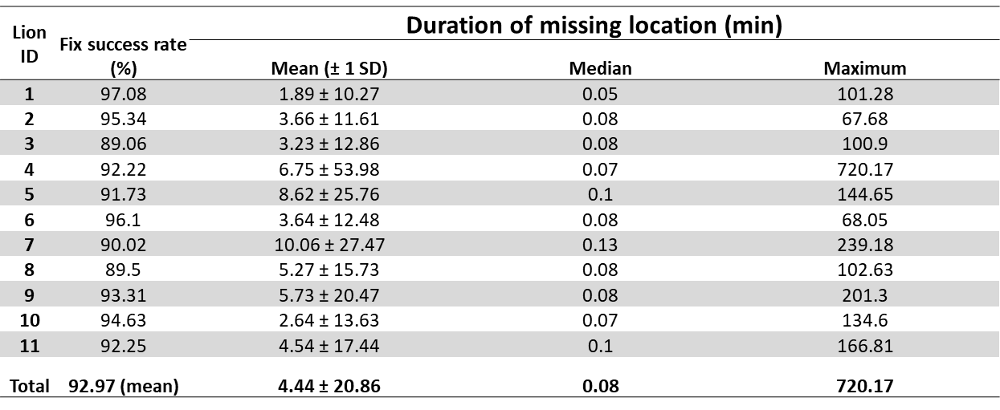 Lion ID Fix success rate (%) Duration of missing location (min)
Mean (± 1 SD) Median Maximum
1 97.08 1.89 ± 10.27 0.05 101.28
2 95.34 3.66 ± 11.61 0.08 67.68
3 89.06 3.23 ± 12.86 0.08 100.9
4 92.22 6.75 ± 53.98 0.07 720.17
5 91.73 8.62 ± 25.76 0.1 144.65
6 96.1 3.64 ± 12.48 0.08 68.05
7 90.02 10.06 ± 27.47 0.13 239.18
8 89.5 5.27 ± 15.73 0.08 102.63
9 93.31 5.73 ± 20.47 0.08 201.3
10 94.63 2.64 ± 13.63 0.07 134.6
11 92.25 4.54 ± 17.44 0.1 166.81
Total 92.97 (mean) 4.44 ± 20.86 0.08 720.17